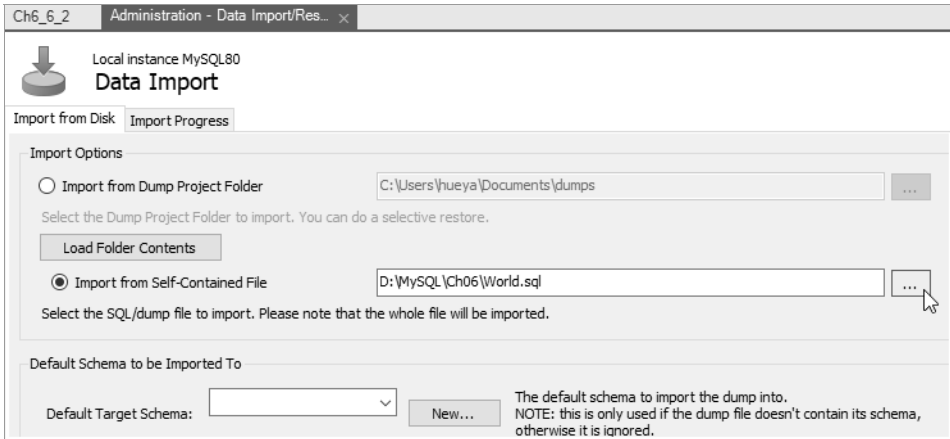 Ch6_6_2 Administration - Data Import/Res... ×
Local instance MySQL80
Data Import
Import from Disk Import Progress
Import Options
Import from Dump Project Folder C:\Users\hueya\Documents\dumps ...
Select the Dump Project Folder to import. You can do a selective restore.
Load Folder Contents
Import from Self-Contained File D:\MySQL\Ch06\World.sql ...
Select the SQL/dump file to import. Please note that the whole file will be imported.
Default Schema to be Imported To
The default schema to import the dump into.
Default Target Schema: New... NOTE: this is only used if the dump file doesn't contain its schema,
otherwise it is ignored.